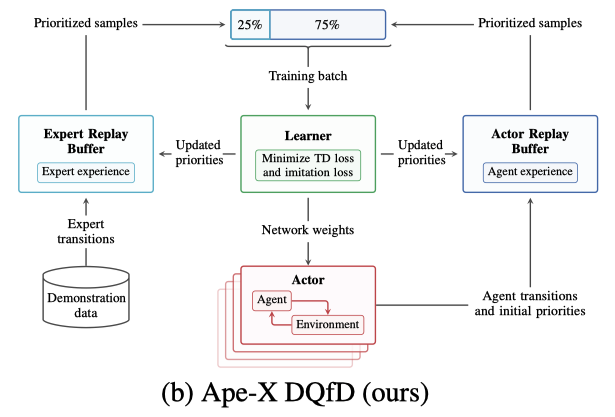 Prioritized samples
25%
75%
Prioritized samples
Training batch
Expert Replay
Buffer
Expert experience
Updated
priorities
Learner
Minimize TD loss
and imitation loss
Updated
priorities
Actor Replay
Buffer
Agent experience
Expert
transitions
Network weights
Demonstration
data
Actor
Agent
Environment
Agent transitions
and initial priorities
(b) Ape-X DQfD (ours)